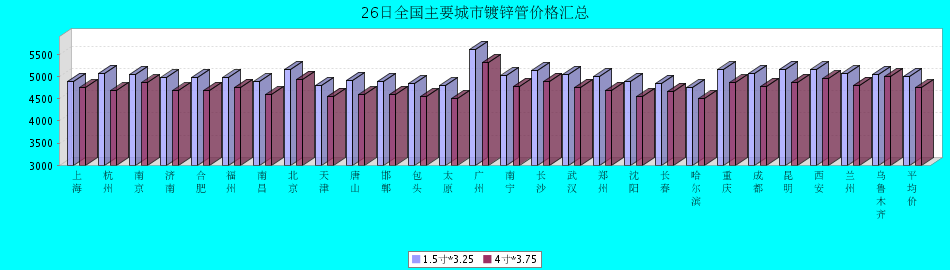 26日全国主要城市镀锌管价格汇总
5500
5000
4500
4000
3500
3000
上海 杭州 南京 济南 合肥 福州 南昌 北京 天津 唐山 邯郸 包头 太原 广州 南宁 长沙 武汉 郑州 沈阳 长春 哈尔滨 重庆 成都 昆明 西安 兰州 乌鲁木齐 平均价
1.5寸*3.25 4寸*3.75